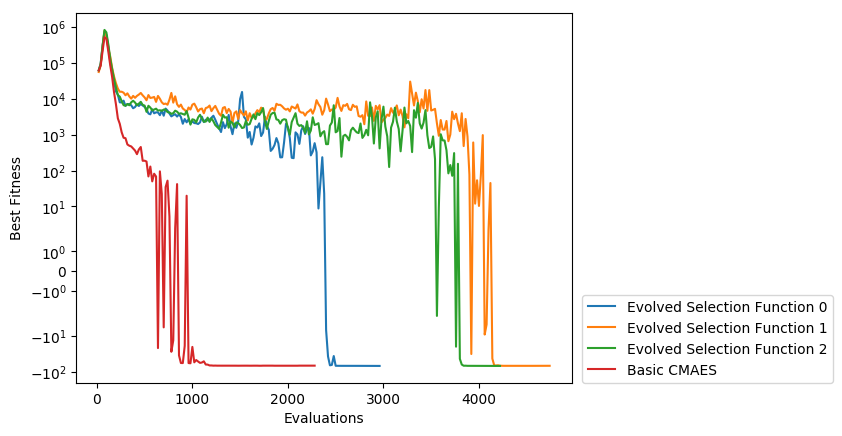 Best Fitness
10^6
10^5
10^4
10^3
10^2
10^1
10^0
0
−10^0
−10^1
−10^2
0 1000 2000 3000 4000
Evaluations
Evolved Selection Function 0
Evolved Selection Function 1
Evolved Selection Function 2
Basic CMAES